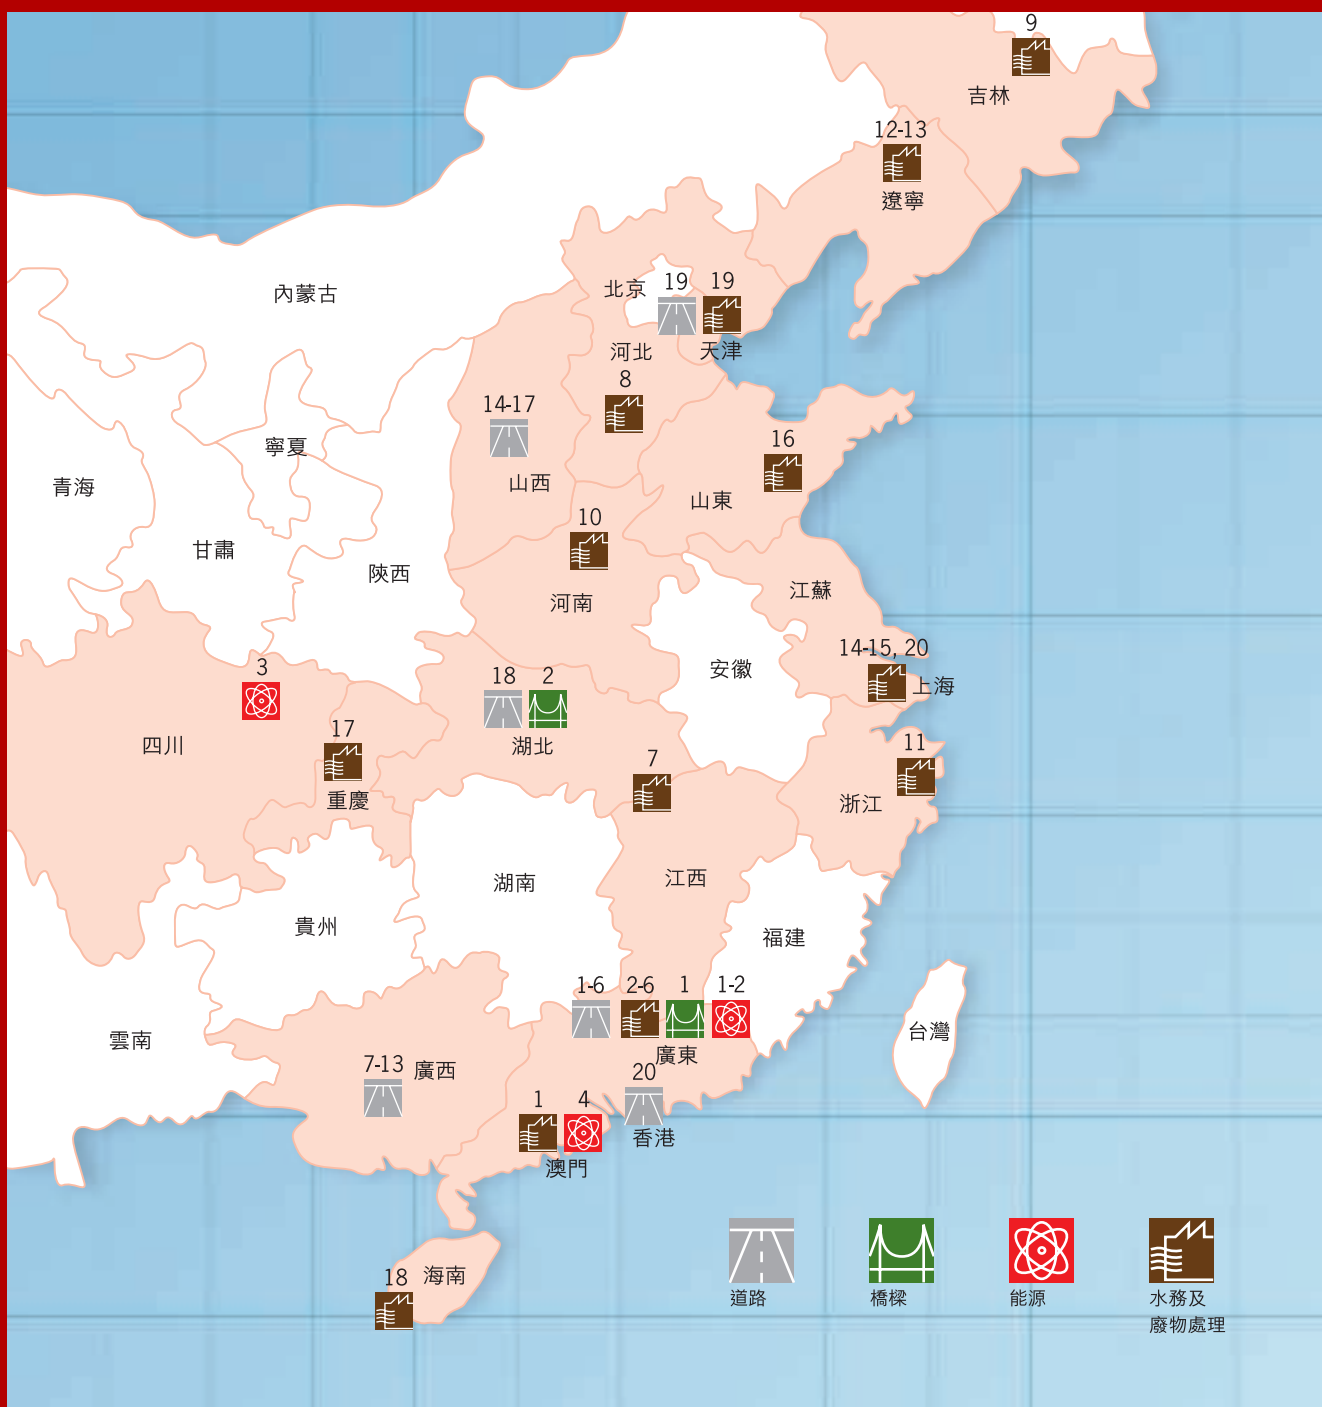 9
吉林
12-13
遼寧
內蒙古
北京
19
19
河北
天津
8
14-17
山西
寧夏
16
青海
山東
10
甘肅
陝西
河南
江蘇
14-15, 20
上海
安徽
3
18
2
四川
17
湖北
11
7
重慶
浙江
湖南
江西
貴州
福建
1-6
2-6
1
1-2
雲南
廣東
台灣
7-13
廣西
20
1
4
香港
澳門
18
海南
道路
橋樑
能源
水務及
廢物處理